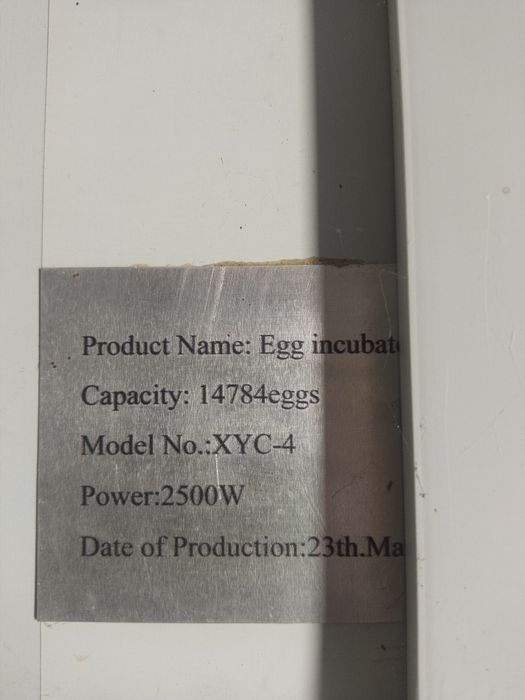 Product Name: Egg incubat
Capacity: 14784eggs
Model No.:XYC-4
Power:2500W
Date of Production:23th.Ma